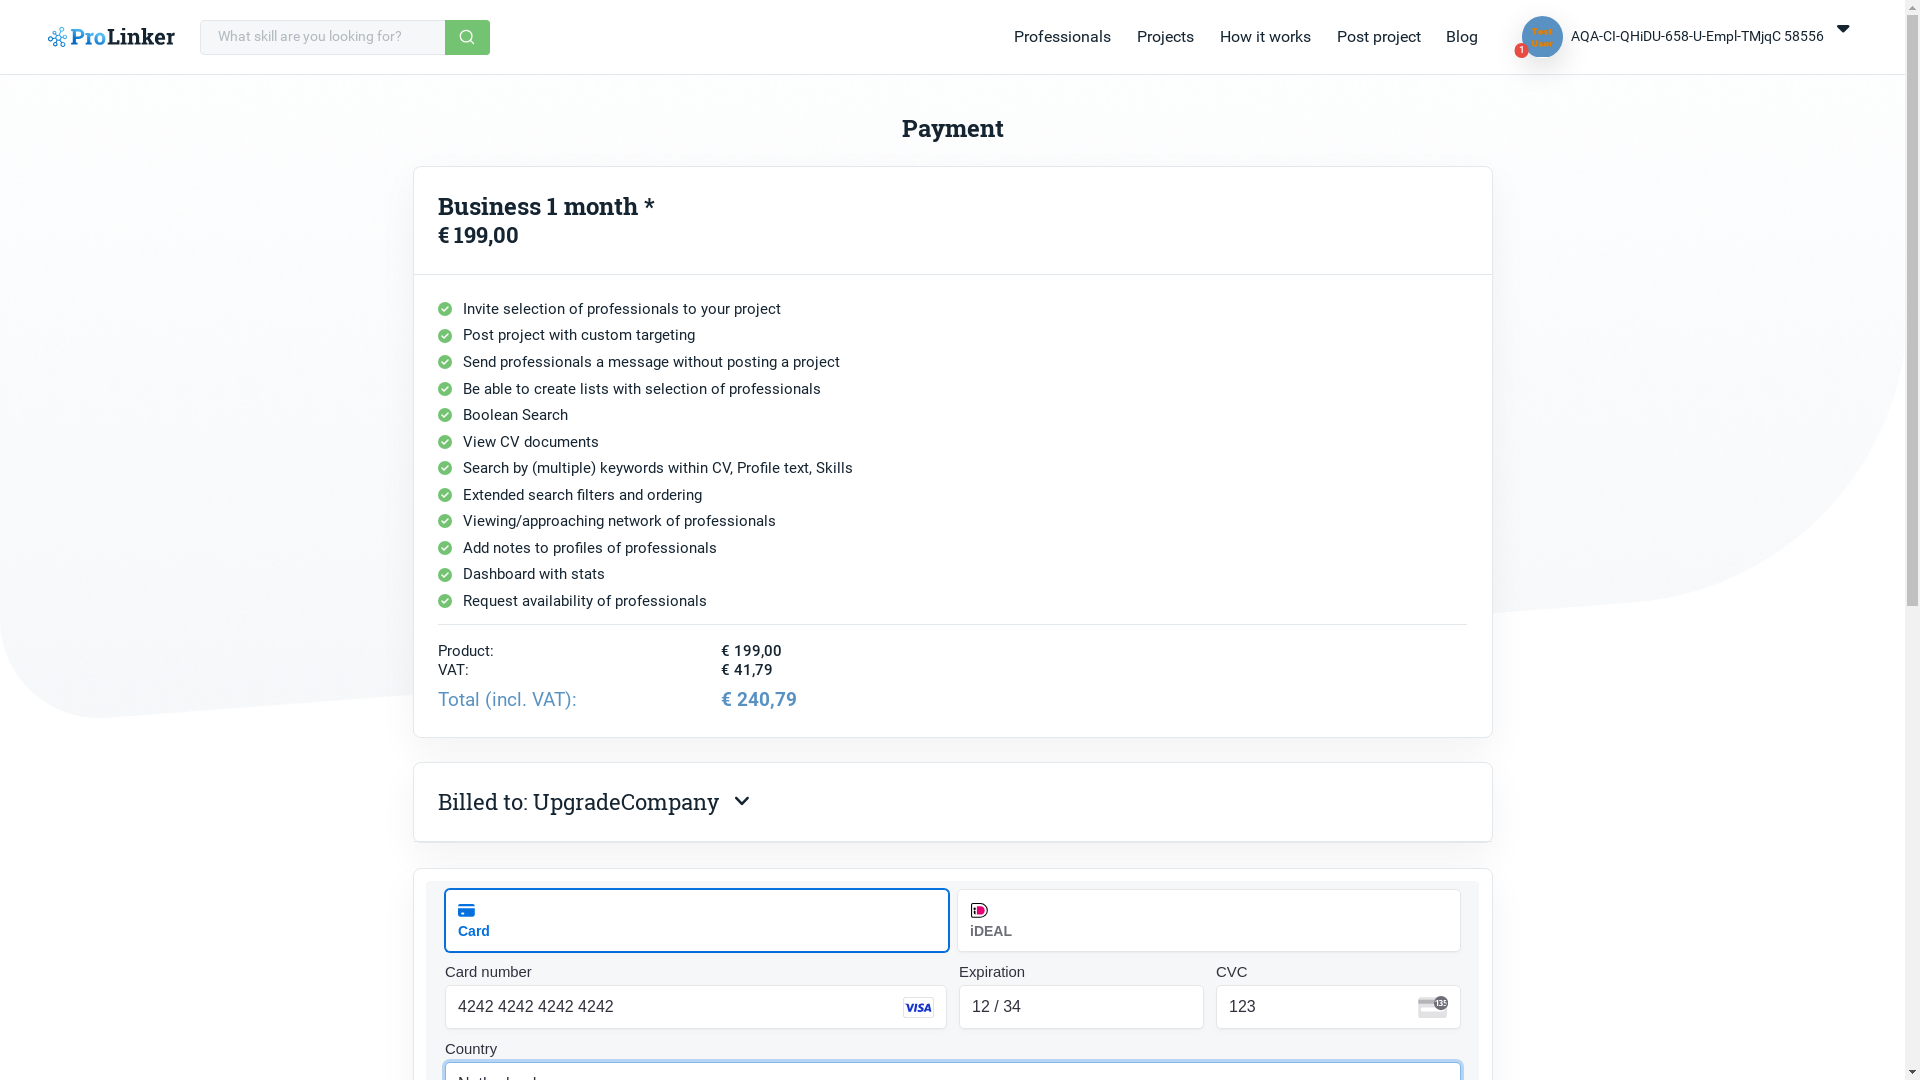 ProLinker
What skill are you looking for?
Professionals
Projects
How it works
Post project
Blog
Test
User
1
AQA-CI-QHiDU-658-U-Empl-TMjqC 58556
Payment
Business 1 month *
€ 199,00
Invite selection of professionals to your project
Post project with custom targeting
Send professionals a message without posting a project
Be able to create lists with selection of professionals
Boolean Search
View CV documents
Search by (multiple) keywords within CV, Profile text, Skills
Extended search filters and ordering
Viewing/approaching network of professionals
Add notes to profiles of professionals
Dashboard with stats
Request availability of professionals
Product: € 199,00
VAT: € 41,79
Total (incl. VAT): € 240,79
Billed to: UpgradeCompany
Card
iDEAL
Card number
Expiration
CVC
4242 4242 4242 4242
VISA
12 / 34
123
135
Country